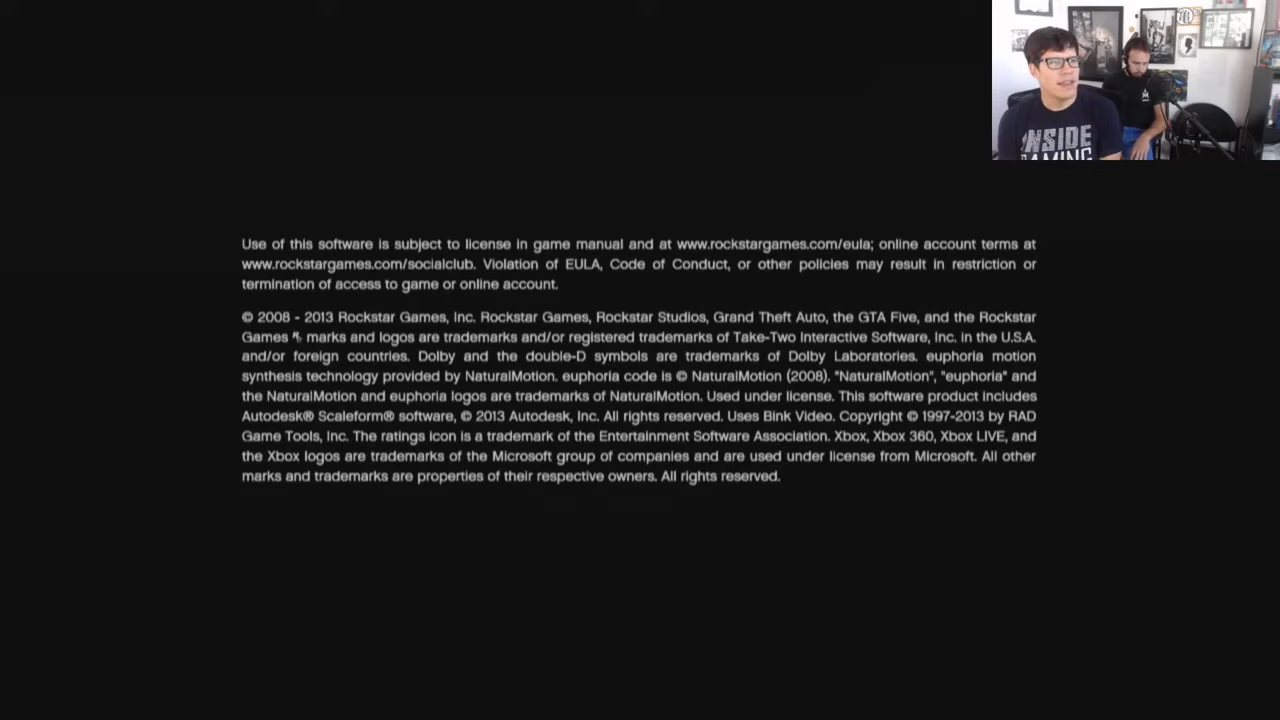 INSIDE
GAMING
Use of this software is subject to license in game manual and at www.rockstargames.com/eula; online account terms at
www.rockstargames.com/socialclub. Violation of EULA, Code of Conduct, or other policies may result in restriction or
termination of access to game or online account.
© 2008 - 2013 Rockstar Games, Inc. Rockstar Games, Rockstar Studios, Grand Theft Auto, the GTA Five, and the Rockstar
Games R* marks and logos are trademarks and/or registered trademarks of Take-Two Interactive Software, Inc. in the U.S.A.
and/or foreign countries. Dolby and the double-D symbols are trademarks of Dolby Laboratories. euphoria motion
synthesis technology provided by NaturalMotion. euphoria code is © NaturalMotion (2008). "NaturalMotion", "euphoria" and
the NaturalMotion and euphoria logos are trademarks of NaturalMotion. Used under license. This software product includes
Autodesk® Scaleform® software, © 2013 Autodesk, Inc. All rights reserved. Uses Bink Video. Copyright © 1997-2013 by RAD
Game Tools, Inc. The ratings icon is a trademark of the Entertainment Software Association. Xbox, Xbox 360, Xbox LIVE, and
the Xbox logos are trademarks of the Microsoft group of companies and are used under license from Microsoft. All other
marks and trademarks are properties of their respective owners. All rights reserved.